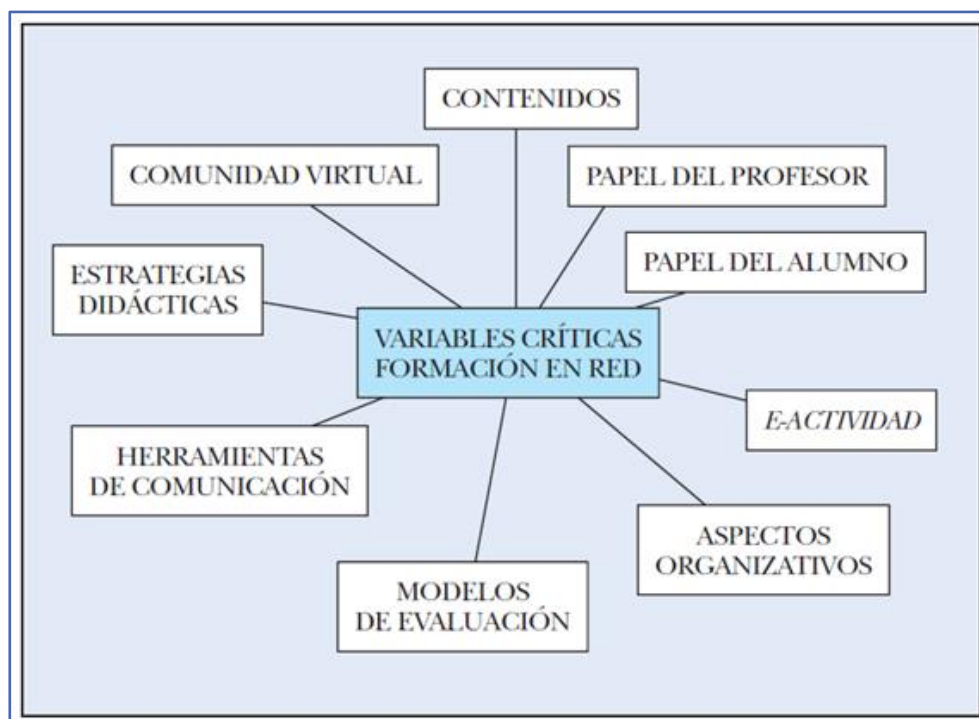 CONTENIDOS
COMUNIDAD VIRTUAL
PAPEL DEL PROFESOR
ESTRATEGIAS
DIDÁCTICAS
PAPEL DEL ALUMNO
VARIABLES CRÍTICAS
FORMACIÓN EN RED
E-ACTIVIDAD
HERRAMIENTAS
DE COMUNICACIÓN
ASPECTOS
ORGANIZATIVOS
MODELOS
DE EVALUACIÓN